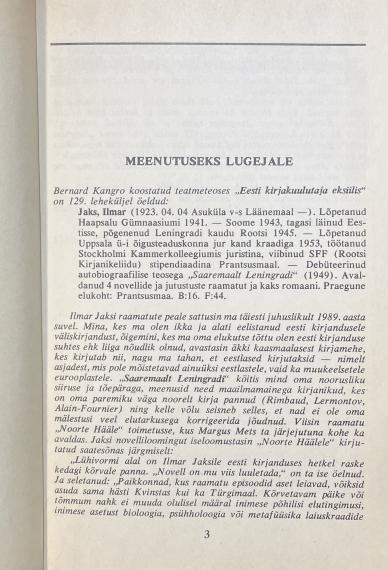 MEENUTUSEKS LUGEJALE
Bernard Kangro koostatud teatmeteoses „Eesti kirjakuulutaja eksiilis"
on 129. leheküljel öeldud:
Jaks, Ilmar (1923. 04. 04 Asuküla v-s Läänemaal —). Lõpetanud
Haapsalu Gümnaasiumi 1941. — Soome 1943, tagasi läinud Ees-
tisse, põgenenud Leningradi kaudu Rootsi 1945. — Lõpetanud
Uppsala ü-i õigusteaduskonna jur kand kraadiga 1953, töötanud
Stockholmi Kammerkolleegiumis juristina, viibinud SFF (Rootsi
Kirjanikeliidu) stipendiaadina Prantsusmaal. — Debüteerinud
autobiograafilise teosega „Saaremaalt Leningradi" (1949). Aval-
danud 4 novellide ja jutustuste raamatut ja kaks romaani. Praegune
elukoht: Prantsusmaa. B:16. F:44.
Ilmar Jaksi raamatute peale sattusin ma täiesti juhuslikult 1989. aasta
suvel. Mina, kes ma olen ikka ja alati eelistanud eesti kirjandusele
väliskirjandust, õigemini, kes ma oma elukutse tõttu olen eesti kirjanduse
suhtes ehk liiga nõudlik olnud, avastasin äkki kaasmaalasest kirjamehe,
kes kirjutab nii, nagu ma tahan, et eestlased kirjutaksid — nimelt
asjadest, mis pole mõistetavad ainuüksi eestlastele, vaid ka muukeelsetele
eurooplastele. „Saaremaalt Leningradi" köitis mind oma noorusliku
siiruse ja tõepäraga, meenusid need maailmamainega kirjanikud, kes
on oma paremiku väga noorelt kirja pannud (Rimbaud, Lermontov,
Alain-Fournier) ning kelle võlu seisneb selles, et nad ei ole oma
mälestusi veel elutarkusega korrigeerida jõudnud. Viisin raamatu
„Noorte Hääle" toimetusse, kus Margus Mets ta järjejutuna kohe ka
avaldas. Jaksi novelliloomingut iseloomustasin „Noorte Häälele" kirju-
tatud saatesõnas järgmiselt:
„Lühivormi alal on Ilmar Jaksile eesti kirjanduses hetkel raske
kedagi kõrvale panna. „Novell on mu viis luuletada," on ta ise öelnud.
Ja seletanud: „Paikkonnad, kus raamatu episoodid aset leiavad, võiksid
asuda sama hästi Kvinstas kui ka Türgimaal. Kõrvetavam päike või
tõmmum nahk ei muuda olulisel määral inimese põhilisi elutingimusi,
inimese asetust bioloogia, psühholoogia või metafüüsika laiuskraadide
3